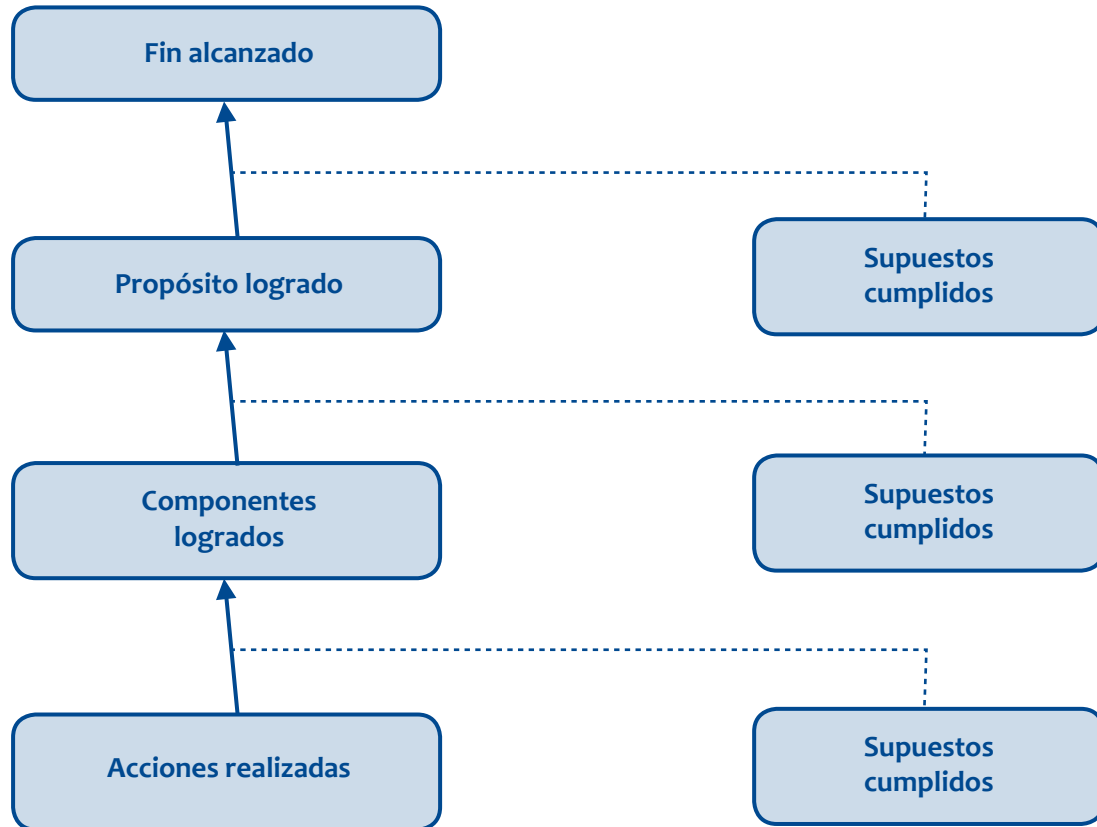 Fin alcanzado
Propósito logrado
Supuestos
cumplidos
Componentes
logrados
Supuestos
cumplidos
Acciones realizadas
Supuestos
cumplidos